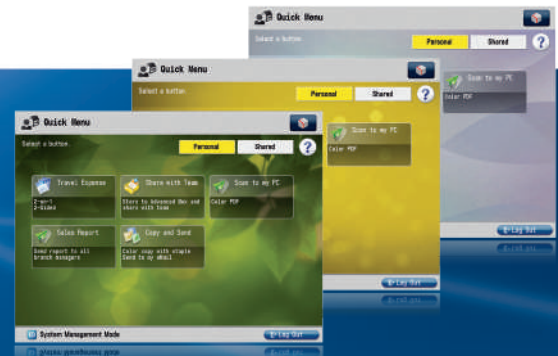 Quick Menu
Select a button.
Personal
Shared
?
Scan to my PC
Color PDF
Log Out
Quick Menu
Select a button.
Personal
Shared
?
Scan to my PC
Color PDF
Log Out
Quick Menu
Select a button.
Personal
Shared
?
Travel Expense
2-on-1
2-Sided
Share with Team
Store to Advanced Box and
share with team
Scan to my PC
Color PDF
Sales Report
Send report to all
branch managers
Copy and Send
Color copy with staple
Send to my eMail
System Management Mode
Log Out